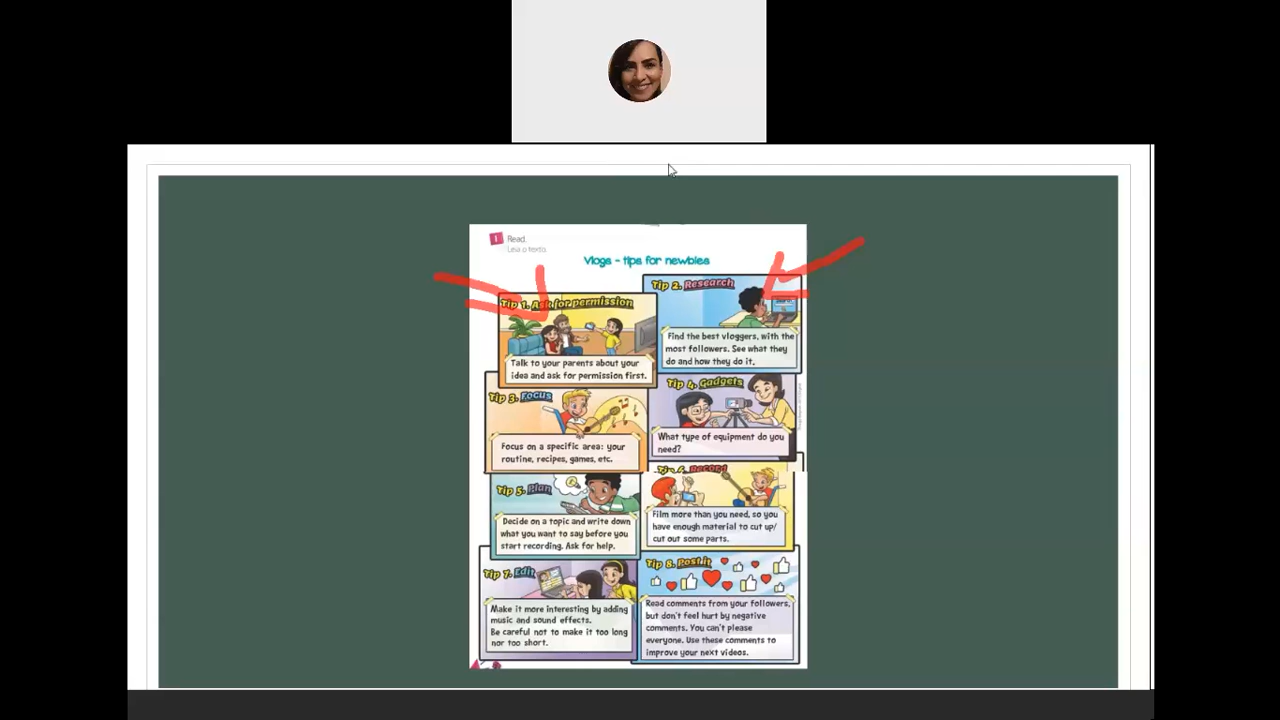 1 Read.
Leia o texto.
Vlogs - tips for newbies
Tip 1. Ask for permission
Talk to your parents about your
idea and ask for permission first.
Tip 2. Research
Find the best vloggers, with the
most followers. See what they
do and how they do it.
Tip 3. Focus
Focus on a specific area: your
routine, recipes, games, etc.
Tip 4. Gadgets
What type of equipment do you
need?
Tip 5. Plan
Decide on a topic and write down
what you want to say before you
start recording. Ask for help.
Tip 6. Record
Film more than you need, so you
have enough material to cut up/
cut out some parts.
Tip 7. Edit
Make it more interesting by adding
music and sound effects.
Be careful not to make it too long
nor too short.
Tip 8. Post it
Read comments from your followers,
but don't feel hurt by negative
comments. You can't please
everyone. Use these comments to
improve your next videos.